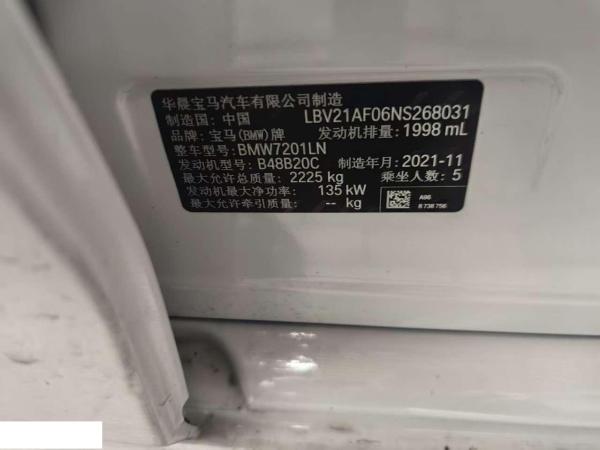 华晨宝马汽车有限公司制造
制造国: 中国 LBV21AF06NS268031
品牌: 宝马(BMW)牌 发动机排量: 1998 mL
整车型号: BMW7201LN
发动机型号: B48B20C 制造年月: 2021-11
最大允许总质量: 2225 kg 乘坐人数: 5
发动机最大净功率: 135 kW
最大允许牵引质量: -- kg
A96
8 738 756